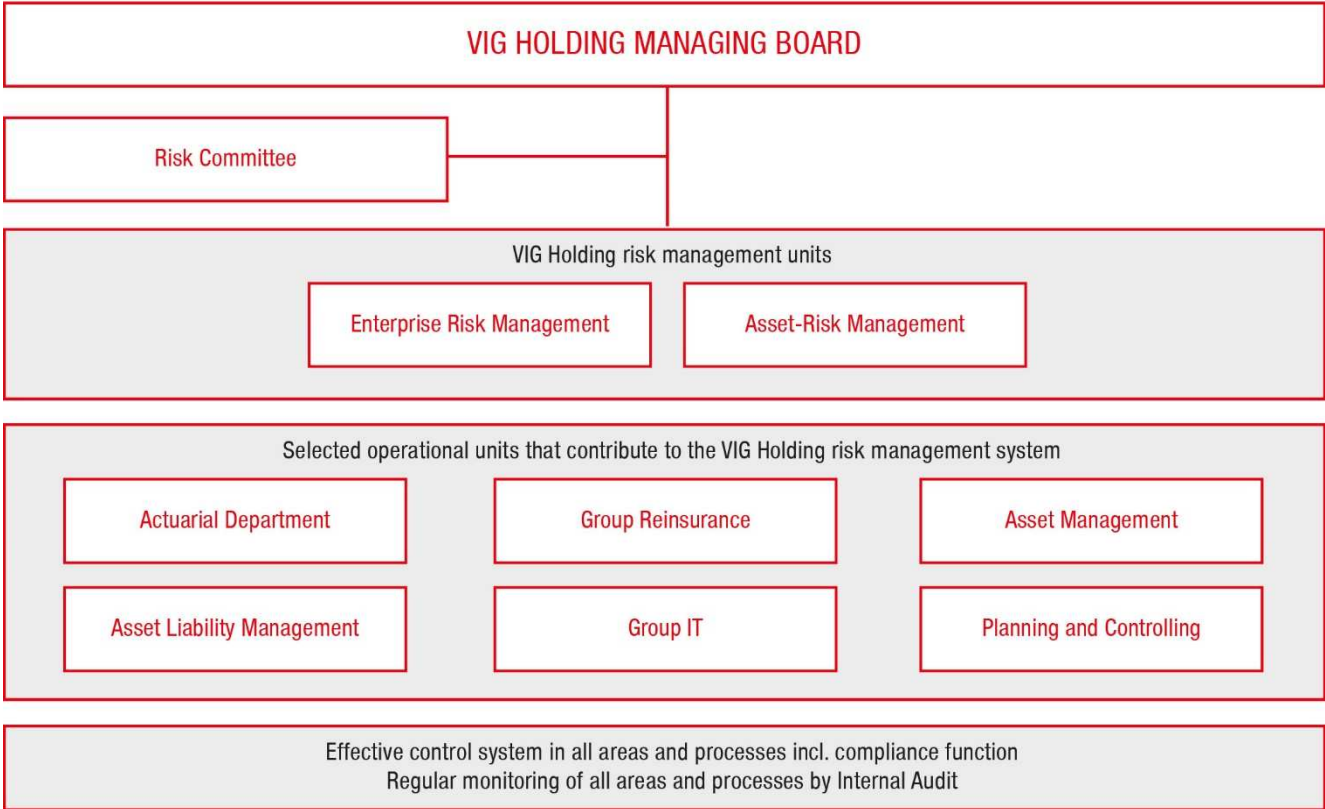 VIG HOLDING MANAGING BOARD
Risk Committee
VIG Holding risk management units
Enterprise Risk Management
Asset-Risk Management
Selected operational units that contribute to the VIG Holding risk management system
Actuarial Department
Group Reinsurance
Asset Management
Asset Liability Management
Group IT
Planning and Controlling
Effective control system in all areas and processes incl. compliance function
Regular monitoring of all areas and processes by Internal Audit